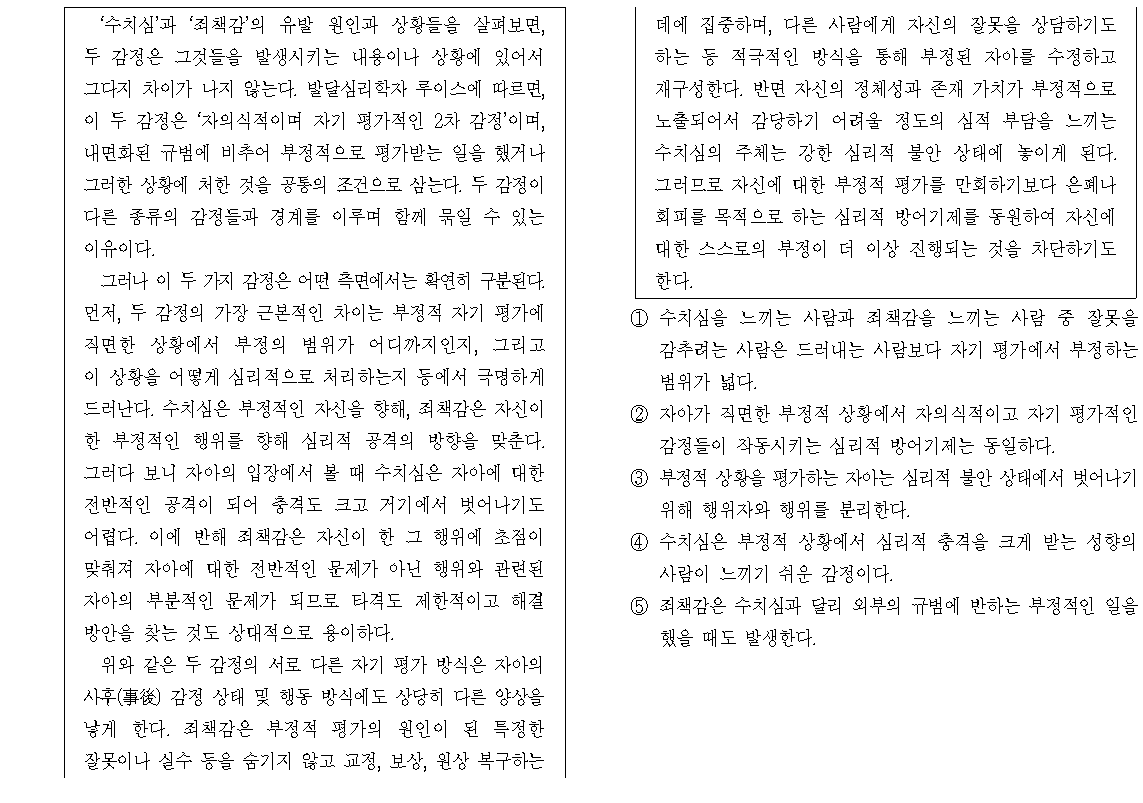 ‘수치심’과 ‘죄책감’의 유발 원인과 상황들을 살펴보면,
두 감정은 그것들을 발생시키는 내용이나 상황에 있어서
그다지 차이가 나지 않는다. 발달심리학자 루이스에 따르면,
이 두 감정은 ‘자의식적이며 자기 평가적인 2차 감정’이며,
내면화된 규범에 비추어 부정적으로 평가받는 일을 했거나
그러한 상황에 처한 것을 공통의 조건으로 삼는다. 두 감정이
다른 종류의 감정들과 경계를 이루며 함께 묶일 수 있는
이유이다.
그러나 이 두 가지 감정은 어떤 측면에서는 확연히 구분된다.
먼저, 두 감정의 가장 근본적인 차이는 부정적 자기 평가에
직면한 상황에서 부정의 범위가 어디까지인지, 그리고
이 상황을 어떻게 심리적으로 처리하는지 등에서 극명하게
드러난다. 수치심은 부정적인 자신을 향해, 죄책감은 자신이
한 부정적인 행위를 향해 심리적 공격의 방향을 맞춘다.
그러다 보니 자아의 입장에서 볼 때 수치심은 자아에 대한
전반적인 공격이 되어 충격도 크고 거기에서 벗어나기도
어렵다. 이에 반해 죄책감은 자신이 한 그 행위에 초점이
맞춰져 자아에 대한 전반적인 문제가 아닌 행위와 관련된
자아의 부분적인 문제가 되므로 타격도 제한적이고 해결
방안을 찾는 것도 상대적으로 용이하다.
위와 같은 두 감정의 서로 다른 자기 평가 방식은 자아의
사후(事後) 감정 상태 및 행동 방식에도 상당히 다른 양상을
낳게 한다. 죄책감은 부정적 평가의 원인이 된 특정한
잘못이나 실수 등을 숨기지 않고 교정, 보상, 원상 복구하는
데에 집중하며, 다른 사람에게 자신의 잘못을 상담하기도
하는 등 적극적인 방식을 통해 부정된 자아를 수정하고
재구성한다. 반면 자신의 정체성과 존재 가치가 부정적으로
노출되어서 감당하기 어려울 정도의 심적 부담을 느끼는
수치심의 주체는 강한 심리적 불안 상태에 놓이게 된다.
그러므로 자신에 대한 부정적 평가를 만회하기보다 은폐나
회피를 목적으로 하는 심리적 방어기제를 동원하여 자신에
대한 스스로의 부정이 더 이상 진행되는 것을 차단하기도
한다.
① 수치심을 느끼는 사람과 죄책감을 느끼는 사람 중 잘못을
감추려는 사람은 드러내는 사람보다 자기 평가에서 부정하는
범위가 넓다.
② 자아가 직면한 부정적 상황에서 자의식적이고 자기 평가적인
감정들이 작동시키는 심리적 방어기제는 동일하다.
③ 부정적 상황을 평가하는 자아는 심리적 불안 상태에서 벗어나기
위해 행위자와 행위를 분리한다.
④ 수치심은 부정적 상황에서 심리적 충격을 크게 받는 성향의
사람이 느끼기 쉬운 감정이다.
⑤ 죄책감은 수치심과 달리 외부의 규범에 반하는 부정적인 일을
했을 때도 발생한다.